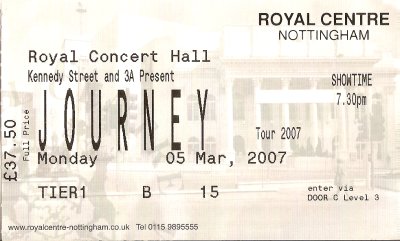 ROYAL CENTRE
NOTTINGHAM
Royal Concert Hall
Kennedy Street and 3A Present
SHOWTIME
7.30pm
£37.50
Full Price
JOURNEY
Tour 2007
Monday 05 Mar, 2007
TIER1 B 15
enter via
DOOR C Level 3
www.royalcentre-nottingham.co.uk Tel 0115 9895555